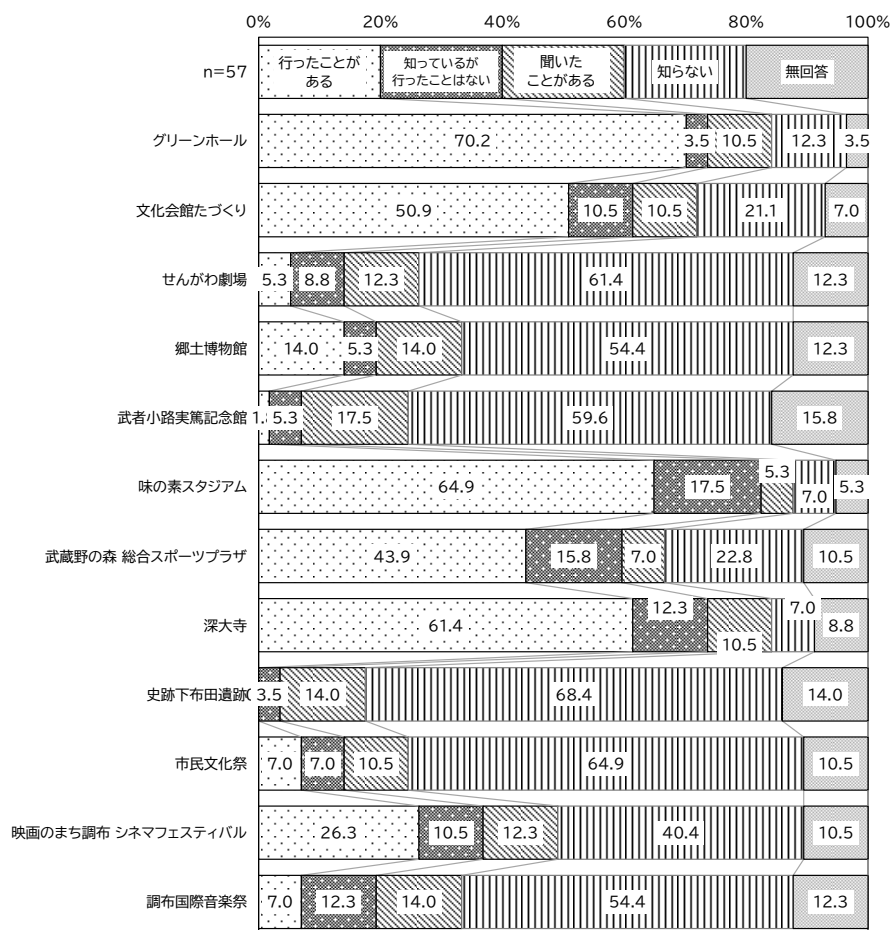 0% 20% 40% 60% 80% 100%
n=57 行ったことが
ある 知っているが
行ったことはない 聞いた
ことがある 知らない 無回答
グリーンホール 70.2 3.5 10.5 12.3 3.5
文化会館たづくり 50.9 10.5 10.5 21.1 7.0
せんがわ劇場 5.3 8.8 12.3 61.4 12.3
郷土博物館 14.0 5.3 14.0 54.4 12.3
武者小路実篤記念館 5.3 17.5 59.6 15.8
味の素スタジアム 64.9 17.5 5.3 7.0 5.3
武蔵野の森 総合スポーツプラザ 43.9 15.8 7.0 22.8 10.5
深大寺 61.4 12.3 10.5 7.0 8.8
史跡下布田遺跡 3.5 14.0 68.4 14.0
市民文化祭 7.0 7.0 10.5 64.9 10.5
映画のまち調布 シネマフェスティバル 26.3 10.5 12.3 40.4 10.5
調布国際音楽祭 7.0 12.3 14.0 54.4 12.3